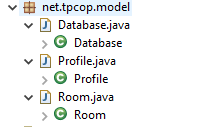 net.tpcop.model
Database.java
Database
Profile.java
Profile
Room.java
Room